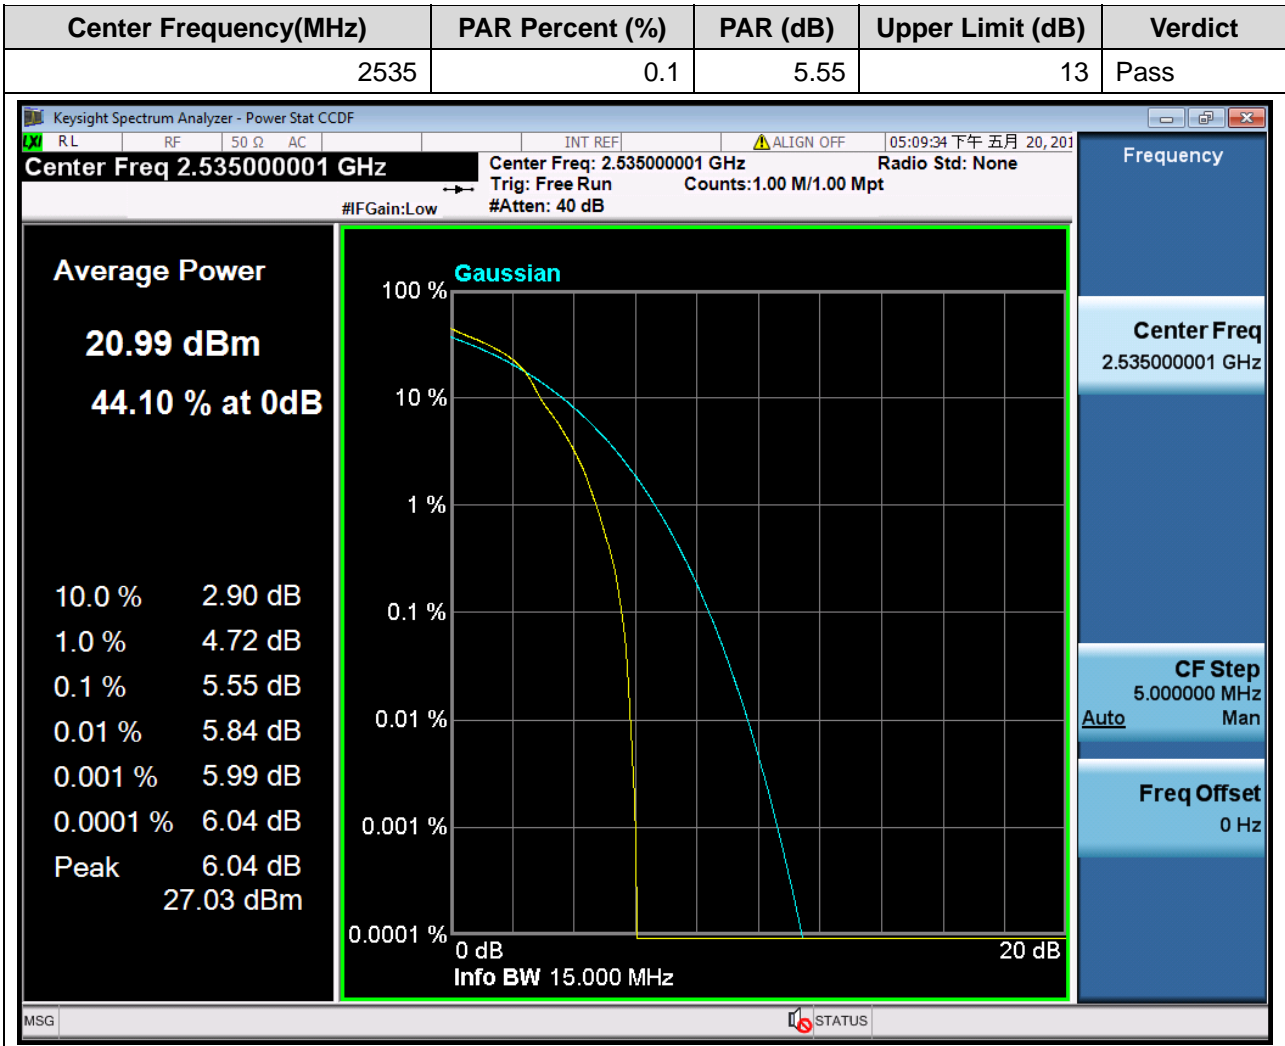 Center Frequency(MHz) PAR Percent (%) PAR (dB) Upper Limit (dB) Verdict
2535 0.1 5.55 13 Pass
Keysight Spectrum Analyzer - Power Stat CCDF
LXI RL RF 50 Ω AC INT REF ALIGN OFF 05:09:34 下午 五月 20, 201
Center Freq 2.535000001 GHz
Center Freq: 2.535000001 GHz Radio Std: None
Trig: Free Run Counts:1.00 M/1.00 Mpt
#IFGain:Low #Atten: 40 dB
Average Power
20.99 dBm
44.10 % at 0dB
10.0 % 2.90 dB
1.0 % 4.72 dB
0.1 % 5.55 dB
0.01 % 5.84 dB
0.001 % 5.99 dB
0.0001 % 6.04 dB
Peak 6.04 dB
27.03 dBm
Gaussian
100 %
10 %
1 %
0.1 %
0.01 %
0.001 %
0.0001 %
0 dB 20 dB
Info BW 15.000 MHz
Frequency
Center Freq
2.535000001 GHz
CF Step
5.000000 MHz
Auto Man
Freq Offset
0 Hz
MSG STATUS